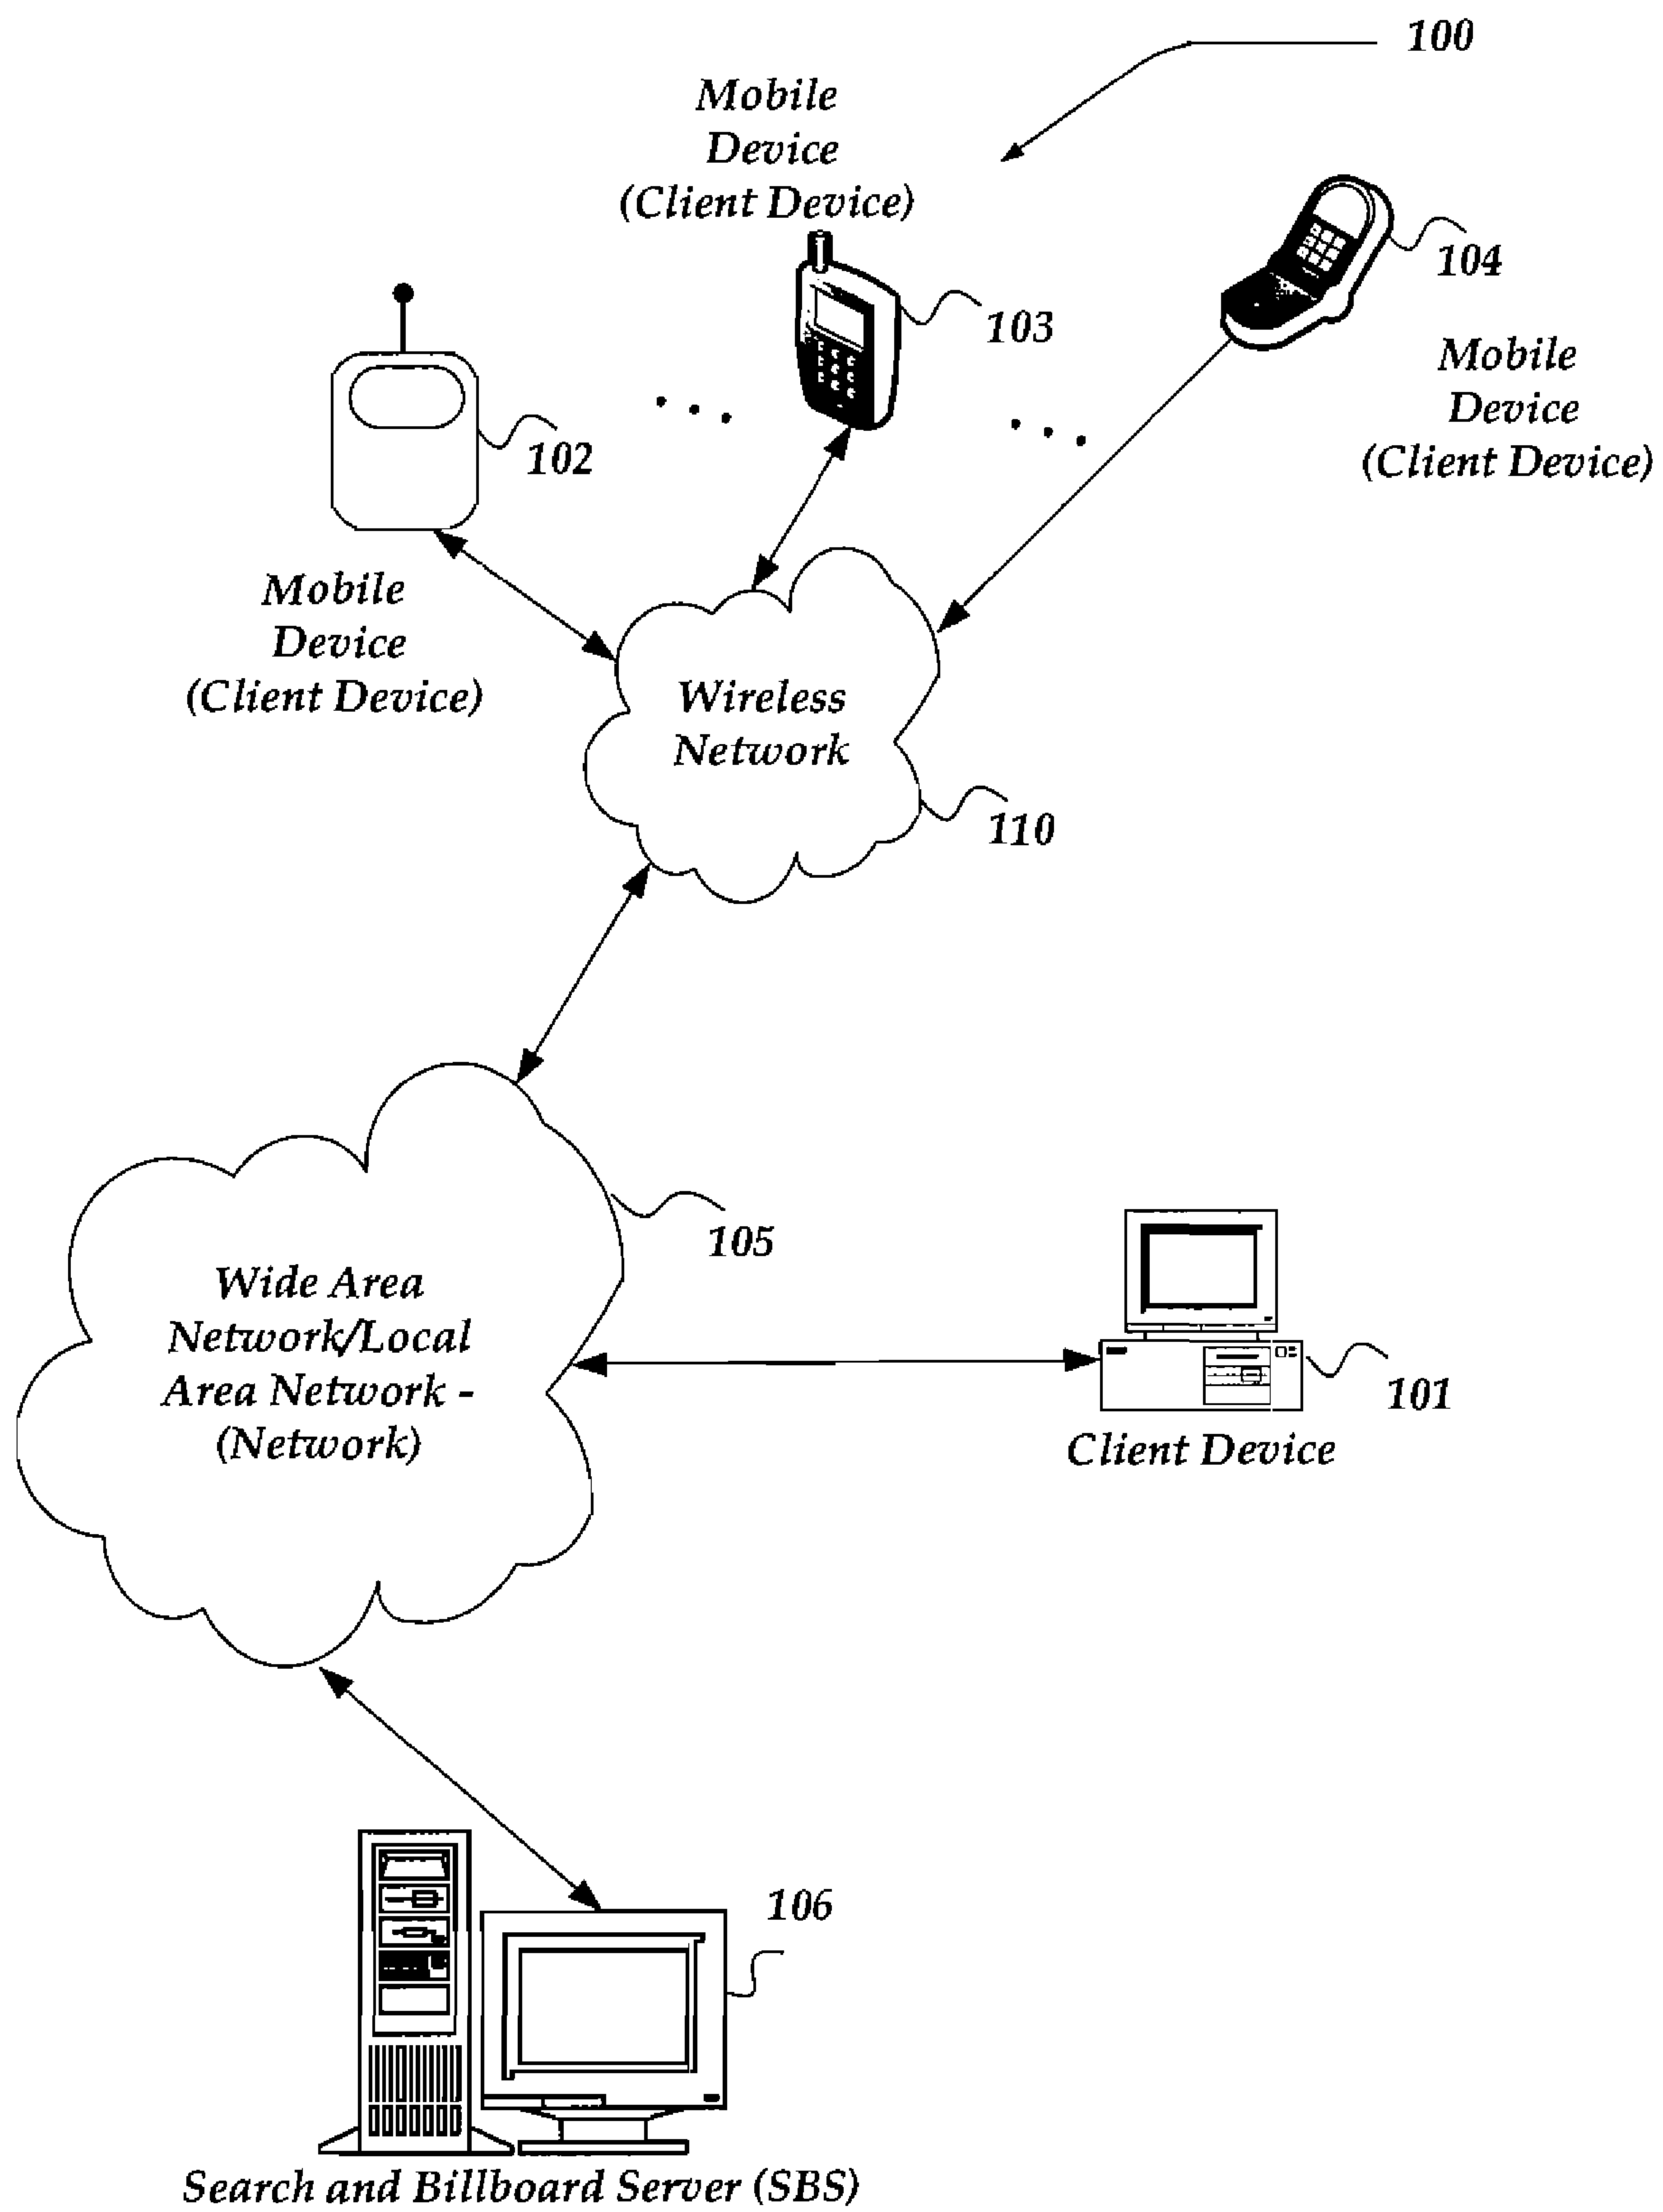 100
Mobile
Device
(Client Device)
104
103
Mobile
Device
(Client Device)
102
Mobile
Device
(Client Device)
Wireless
Network
110
105
Wide Area
Network/Local
Area Network -
(Network)
101
Client Device
106
Search and Billboard Server (SBS)